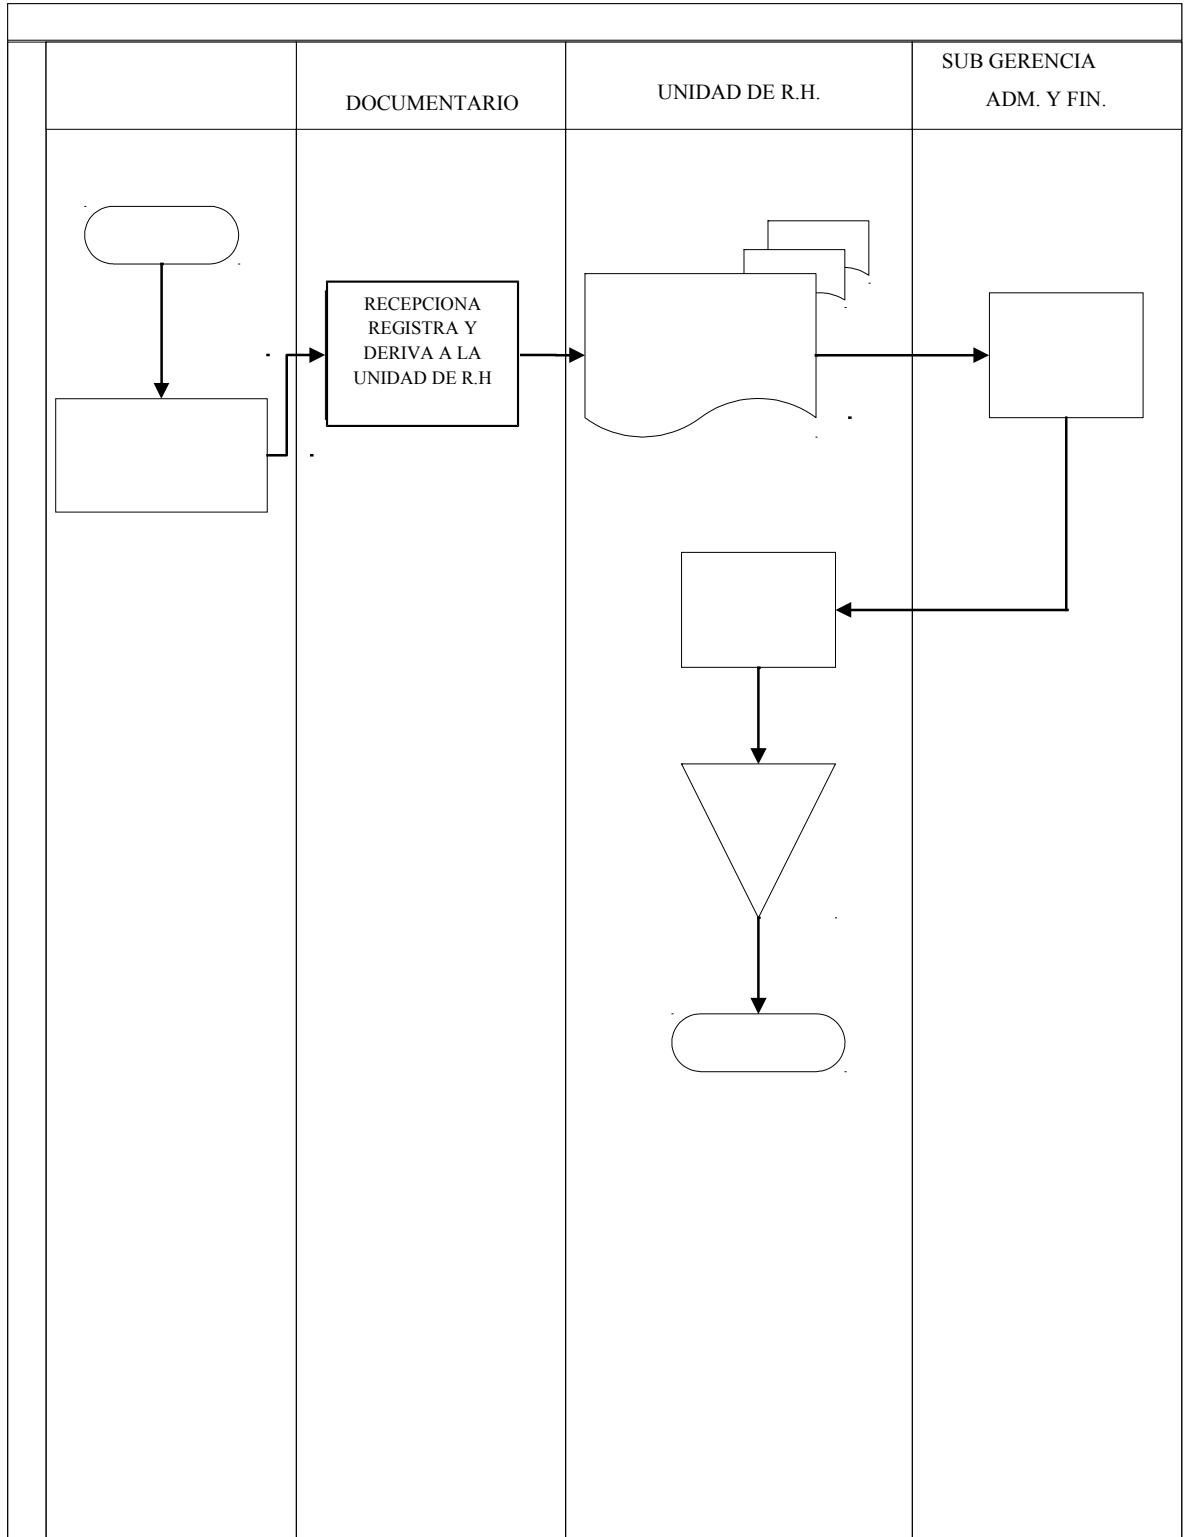 DOCUMENTARIO
UNIDAD DE R.H.
SUB GERENCIA
ADM. Y FIN.
RECEPCIONA
REGISTRA Y
DERIVA A LA
UNIDAD DE R.H